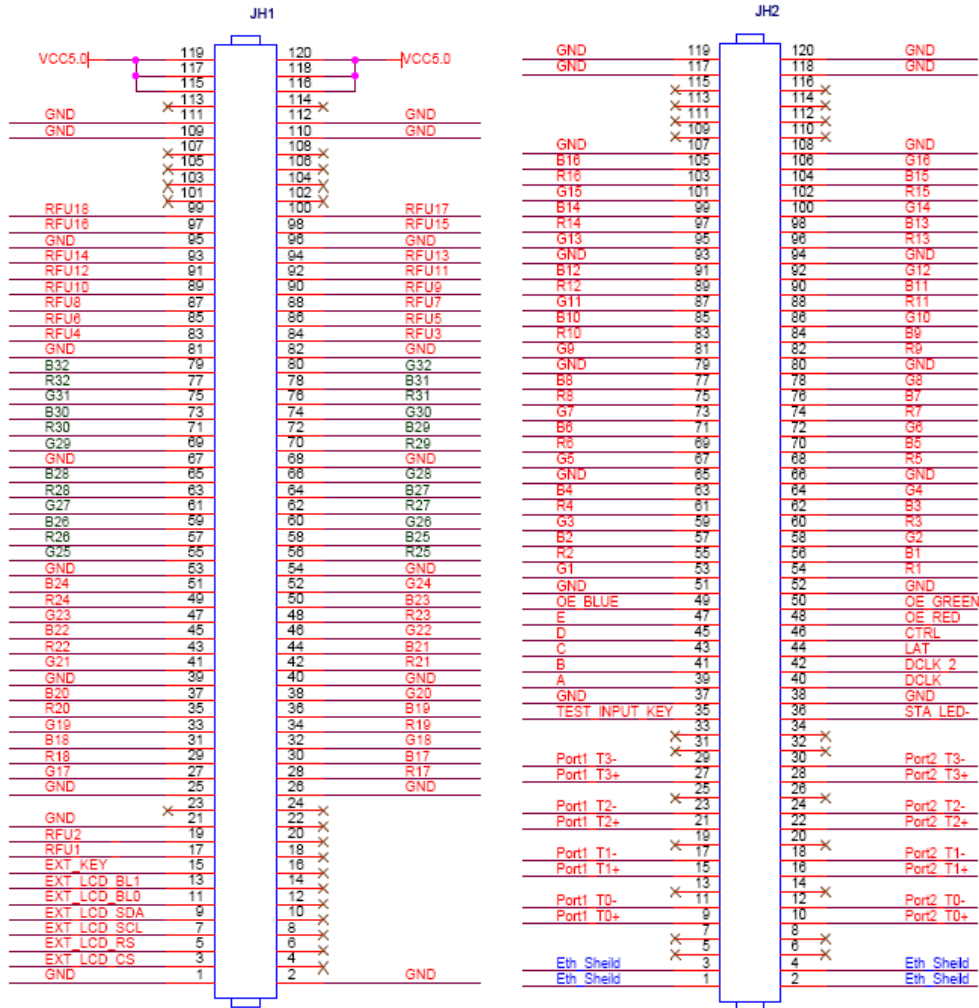 JH1
VCC5.0 119 120 VCC5.0
117 118
115 116
113 114
GND 111 112 GND
GND 109 110 GND
107 108
105 106
103 104
101 102
RFU18 99 100 RFU17
RFU16 97 98 RFU15
GND 95 96 GND
RFU14 93 94 RFU13
RFU12 91 92 RFU11
RFU10 89 90 RFU9
RFU8 87 88 RFU7
RFU6 85 86 RFU5
RFU4 83 84 RFU3
GND 81 82 GND
B32 79 80 G32
R32 77 78 B31
G31 75 76 R31
B30 73 74 G30
R30 71 72 B29
G29 69 70 R29
GND 67 68 GND
B28 65 66 G28
R28 63 64 B27
G27 61 62 R27
B26 59 60 G26
R26 57 58 B25
G25 55 56 R25
GND 53 54 GND
B24 51 52 G24
R24 49 50 B23
G23 47 48 R23
B22 45 46 G22
R22 43 44 B21
G21 41 42 R21
GND 39 40 GND
B20 37 38 G20
R20 35 36 B19
G19 33 34 R19
B18 31 32 G18
R18 29 30 B17
G17 27 28 R17
GND 25 26 GND
23 24
GND 21 22
RFU2 19 20
RFU1 17 18
EXT_KEY 15 16
EXT_LCD_BL1 13 14
EXT_LCD_BL0 11 12
EXT_LCD_SDA 9 10
EXT_LCD_SCL 7 8
EXT_LCD_RS 5 6
EXT_LCD_CS 3 4
GND 1 2 GND
JH2
GND 119 120 GND
GND 117 118 GND
115 116
113 114
111 112
109 110
GND 107 108 GND
B16 105 106 G16
R16 103 104 B15
G15 101 102 R15
B14 99 100 G14
R14 97 98 B13
G13 95 96 R13
GND 93 94 GND
B12 91 92 G12
R12 89 90 B11
G11 87 88 R11
B10 85 86 G10
R10 83 84 B9
G9 81 82 R9
GND 79 80 GND
B8 77 78 G8
R8 75 76 B7
G7 73 74 R7
B6 71 72 G6
R6 69 70 B5
G5 67 68 R5
GND 65 66 GND
B4 63 64 G4
R4 61 62 B3
G3 59 60 R3
B2 57 58 G2
R2 55 56 B1
G1 53 54 R1
GND 51 52 GND
OE_BLUE 49 50 OE_GREEN
E 47 48 OE_RED
D 45 46 CTRL
C 43 44 LAT
B 41 42 DCLK_2
A 39 40 DCLK
GND 37 38 GND
TEST_INPUT_KEY 35 36 STA_LED-
33 34
31 32
Port1_T3- 29 30 Port2_T3-
Port1_T3+ 27 28 Port2_T3+
25 26
Port1_T2- 23 24 Port2_T2-
Port1_T2+ 21 22 Port2_T2+
19 20
Port1_T1- 17 18 Port2_T1-
Port1_T1+ 15 16 Port2_T1+
13 14
Port1_T0- 11 12 Port2_T0-
Port1_T0+ 9 10 Port2_T0+
7 8
5 6
Eth_Sheild 3 4 Eth_Sheild
Eth_Sheild 1 2 Eth_Sheild